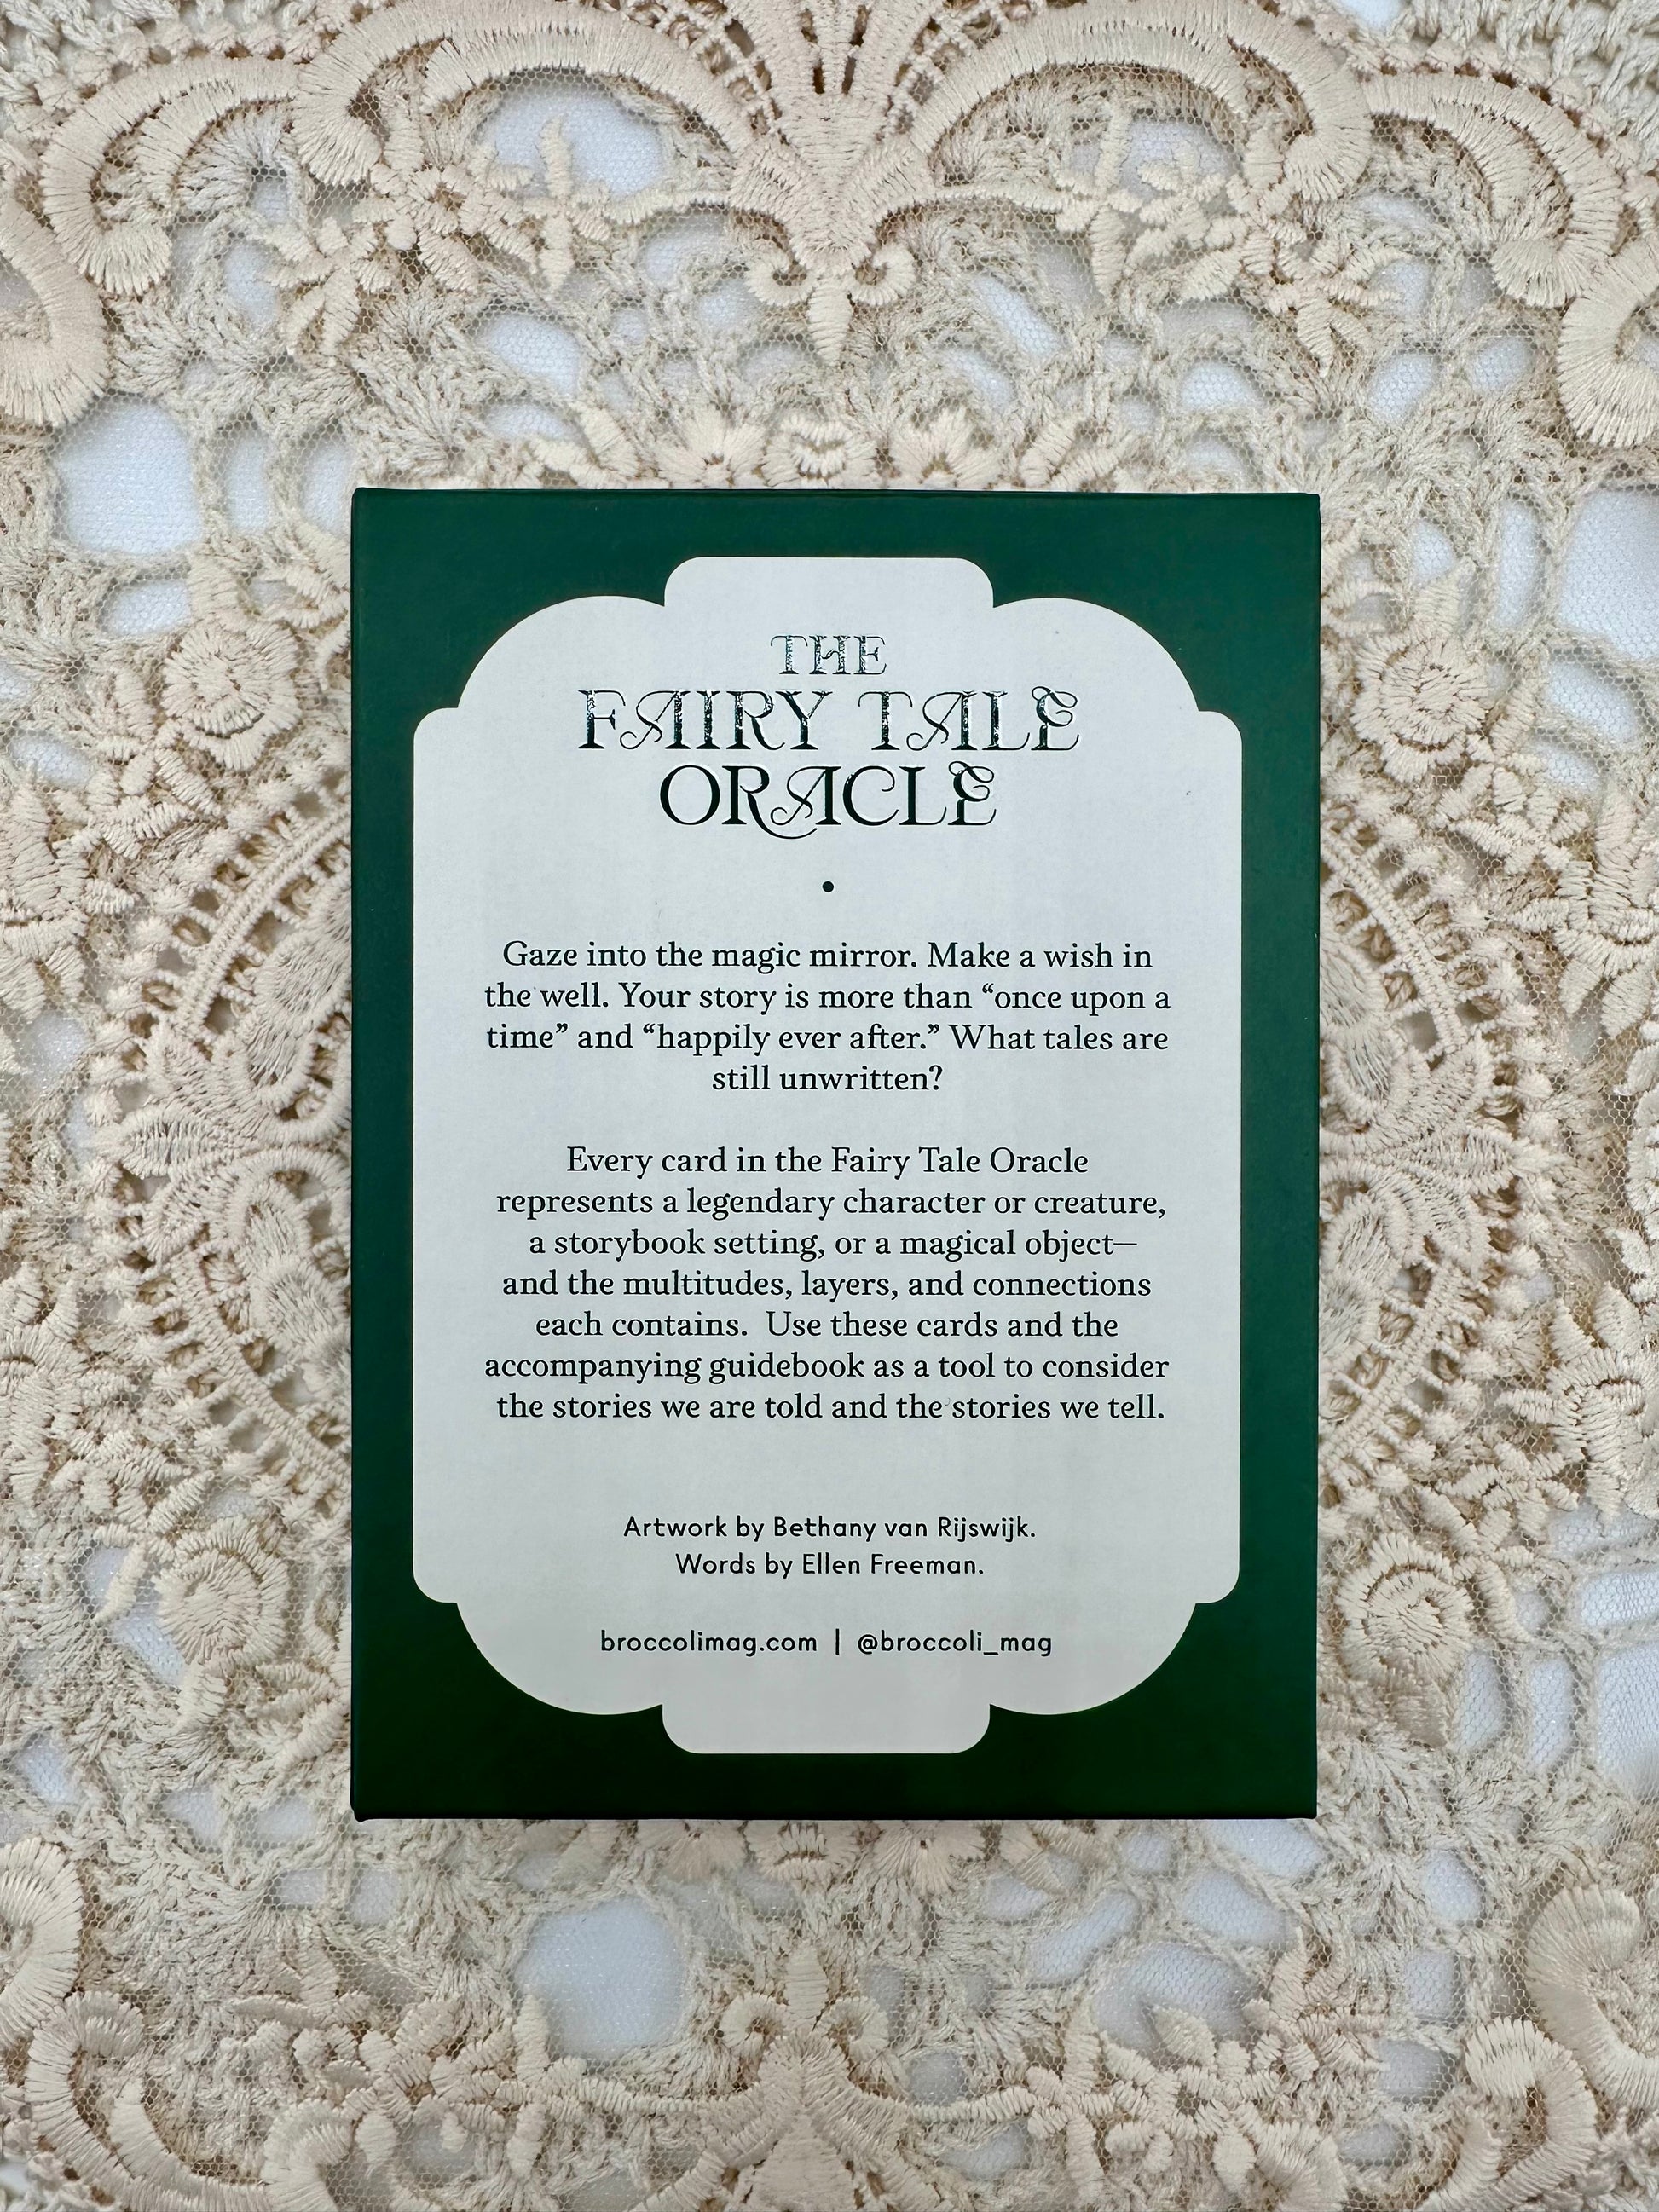 THE
FAIRY TALE
ORACLE
•
Gaze into the magic mirror. Make a wish in
the well. Your story is more than “once upon a
time” and “happily ever after.” What tales are
still unwritten?
Every card in the Fairy Tale Oracle
represents a legendary character or creature,
a storybook setting, or a magical object—
and the multitudes, layers, and connections
each contains.  Use these cards and the
accompanying guidebook as a tool to consider
the stories we are told and the stories we tell.
Artwork by Bethany van Rijswijk.
Words by Ellen Freeman.
broccolimag.com | @broccoli_mag